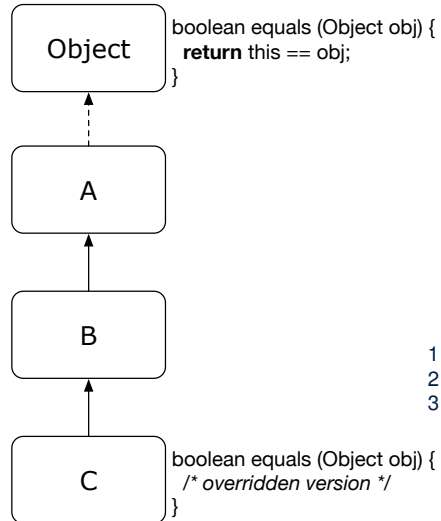 Object
boolean equals (Object obj) {
return this == obj;
}
A
B
1
2
3
C
boolean equals (Object obj) {
/* overridden version */
}